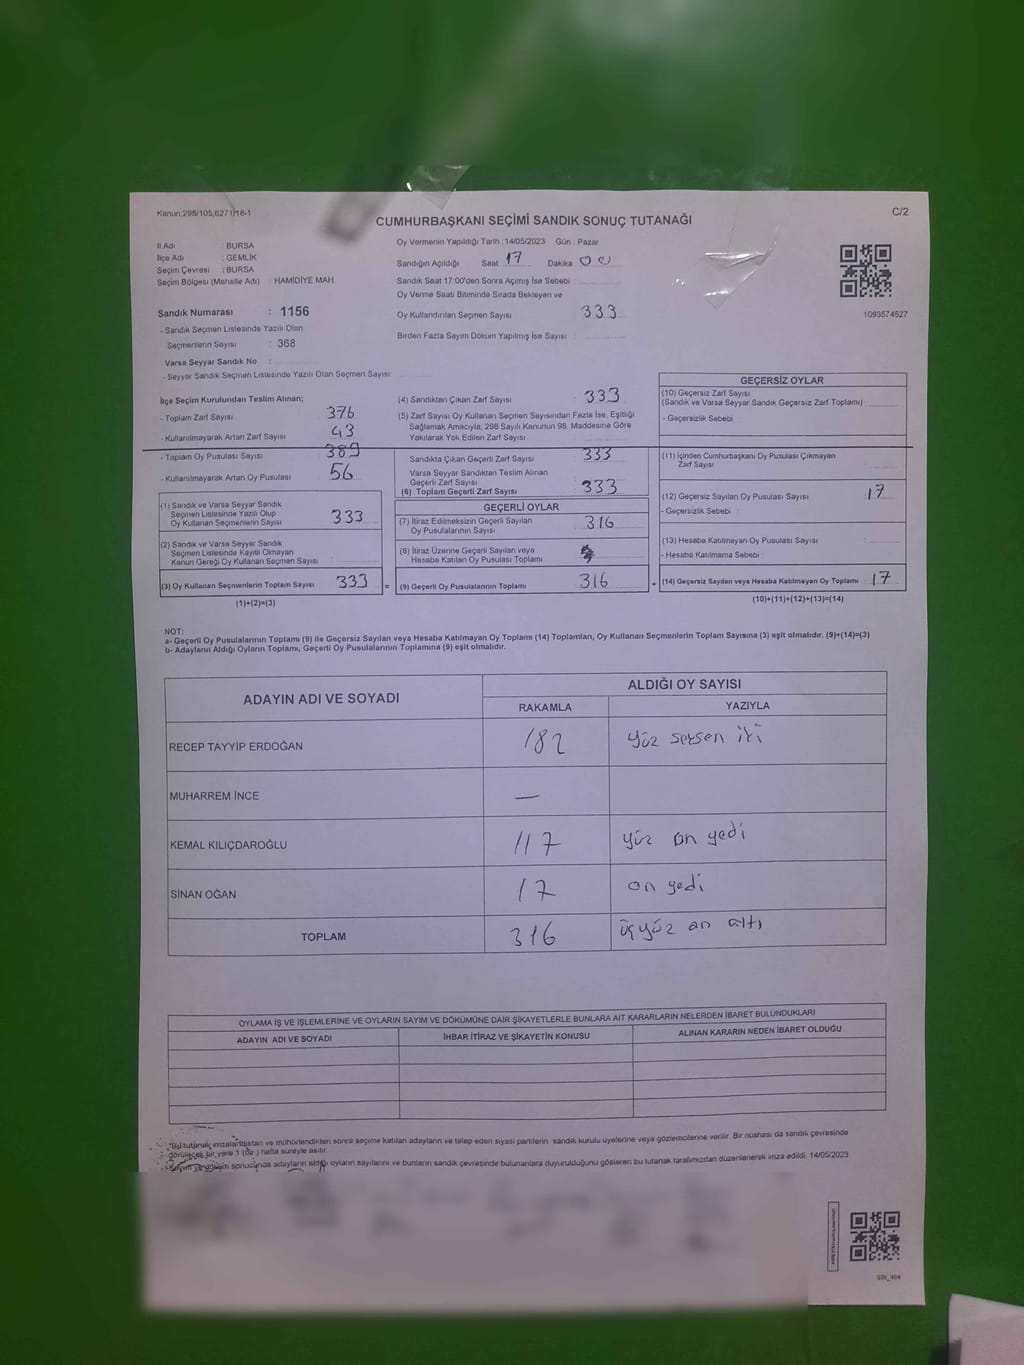 Kanun:298/105,6271/16-1
C/2
CUMHURBAŞKANI SEÇİMİ SANDIK SONUÇ TUTANAĞI
İl Adı : BURSA
İlçe Adı : GEMLİK
Seçim Çevresi : BURSA
Seçim Bölgesi (Mahalle Adı) : HAMİDİYE MAH
Sandık Numarası : 1156
- Sandık Seçmen Listesinde Yazılı Olan
Seçmenlerin Sayısı : 368
Varsa Seyyar Sandık No :
- Seyyar Sandık Seçmen Listesinde Yazılı Olan Seçmen Sayısı:
Oy Vermenin Yapıldığı Tarih :14/05/2023 Gün : Pazar
Sandığın Açıldığı Saat 17 Dakika 00
Sandık Saat 17:00'den Sonra Açımış İse Sebebi :
Oy Verme Saati Bitiminde Sırada Bekleyen ve
Oy Kullandırılan Seçmen Sayısı : 333
Birden Fazla Sayım Döküm Yapılmış İse Sayısı :
1093574527
İlçe Seçim Kurulundan Teslim Alınan;
- Toplam Zarf Sayısı 376
- Kullanılmayarak Artan Zarf Sayısı 43
- Toplam Oy Pusulası Sayısı 389
- Kullanılmayarak Artan Oy Pusulası 56
(1) Sandık ve Varsa Seyyar Sandık
Seçmen Listesinde Yazılı Olup
Oy Kullanan Seçmenlerin Sayısı 333
(2) Sandık ve Varsa Seyyar Sandık
Seçmen Listesinde Kayıtlı Olmayan
Kanun Gereği Oy Kullanan Seçmen Sayısı
(3) Oy Kullanan Seçmenlerin Toplam Sayısı 333 =
(1)+(2)=(3)
(4) Sandıktan Çıkan Zarf Sayısı : 333
(5) Zarf Sayısı Oy Kullanan Seçmen Sayısından Fazla İse, Eşitliği
Sağlamak Amacıyla, 298 Sayılı Kanunun 98. Maddesine Göre
Yakılarak Yok Edilen Zarf Sayısı :
Sandıkta Çıkan Geçerli Zarf Sayısı : 333
Varsa Seyyar Sandıktan Teslim Alınan
Geçerli Zarf Sayısı :
(6) Toplam Geçerli Zarf Sayısı : 333
GEÇERLİ OYLAR
(7) İtiraz Edilmeksizin Geçerli Sayılan
Oy Pusulalarının Sayısı 316
(8) İtiraz Üzerine Geçerli Sayılan veya
Hesaba Katılan Oy Pusulası Toplamı
(9) Geçerli Oy Pusulalarının Toplamı 316 +
GEÇERSİZ OYLAR
(10) Geçersiz Zarf Sayısı
(Sandık ve Varsa Seyyar Sandık Geçersiz Zarf Toplamı) :
- Geçersizlik Sebebi :
(11) İçinden Cumhurbaşkanı Oy Pusulası Çıkmayan
Zarf Sayısı
(12) Geçersiz Sayılan Oy Pusulası Sayısı : 17
- Geçersizlik Sebebi :
(13) Hesaba Katılmayan Oy Pusulası Sayısı :
- Hesaba Katılmama Sebebi :
(14) Geçersiz Sayılan veya Hesaba Katılmayan Oy Toplamı : 17
(10)+(11)+(12)+(13)=(14)
NOT:
a- Geçerli Oy Pusulalarının Toplamı (9) ile Geçersiz Sayılan veya Hesaba Katılmayan Oy Toplamı (14) Toplamları, Oy Kullanan Seçmenlerin Toplam Sayısına (3) eşit olmalıdır. (9)+(14)=(3)
b- Adayların Aldığı Oyların Toplamı, Geçerli Oy Pusulalarının Toplamına (9) eşit olmalıdır.
ADAYIN ADI VE SOYADI
ALDIĞI OY SAYISI
RAKAMLA YAZIYLA
RECEP TAYYİP ERDOĞAN 182 yüz seksen iki
MUHARREM İNCE —
KEMAL KILIÇDAROĞLU 117 yüz on yedi
SİNAN OĞAN 17 on yedi
TOPLAM 316 üçyüz on altı
OYLAMA İŞ VE İŞLEMLERİNE VE OYLARIN SAYIM VE DÖKÜMÜNE DAİR ŞİKAYETLERLE BUNLARA AİT KARARLARIN NELERDEN İBARET BULUNDUKLARI
ADAYIN ADI VE SOYADI İHBAR İTİRAZ VE ŞİKAYETİN KONUSU ALINAN KARARIN NEDEN İBARET OLDUĞU
Bu tutanak imzalandıktan ve mühürlendikten sonra seçime katılan adayların ve talep eden siyasi partilerin sandık kurulu üyelerine veya gözlemcilerine verilir. Bir nüshası da sandık çevresinde
görülecek bir yere 1 (bir) hafta süreyle asılır.
Seçim sonucunda adayların aldığı oyların sayılarını ve bunların sandık çevresinde bulunanlara duyurulduğunu gösteren bu tutanak tarafımızdan düzenlenerek imza edildi. 14/05/2023